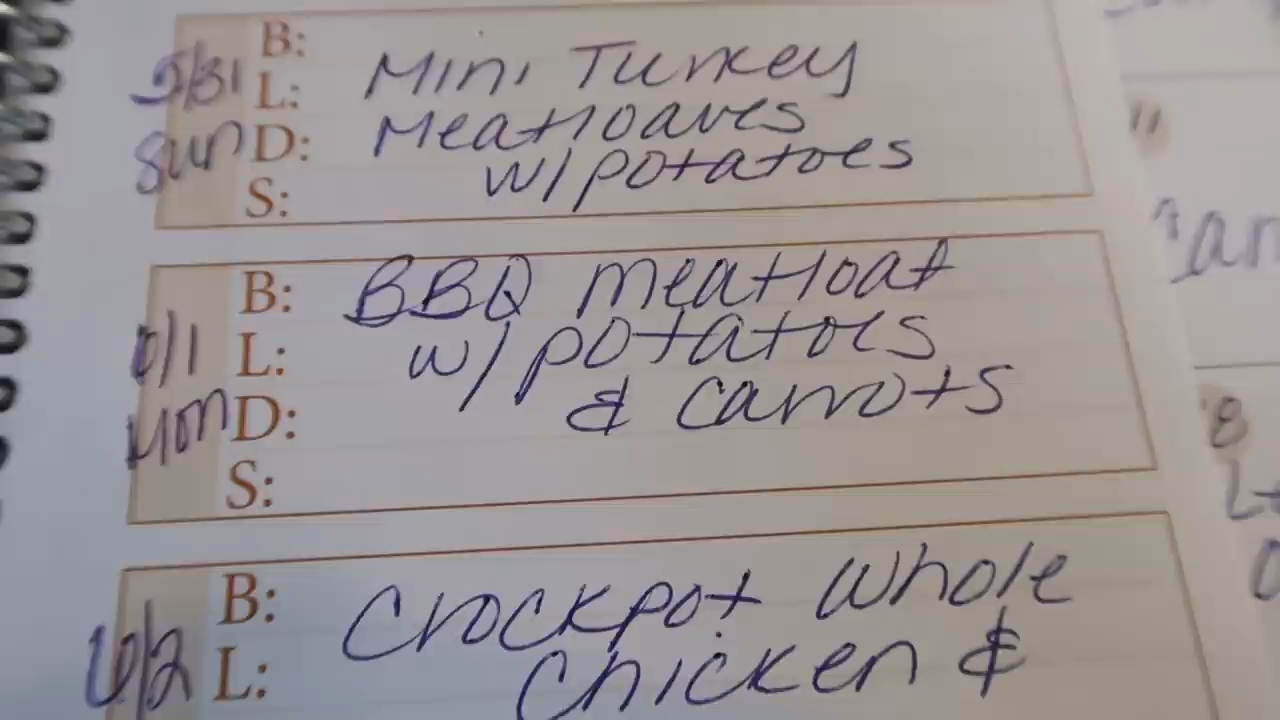 B:
5/31 L: Mini Turkey
Sun D: Meatloaves
w/ potatoes
S:
B: BBQ meatloaf
6/1 L: w/ potatoes
Mon D: & carrots
S:
B: Crockpot whole
6/2 L: chicken &